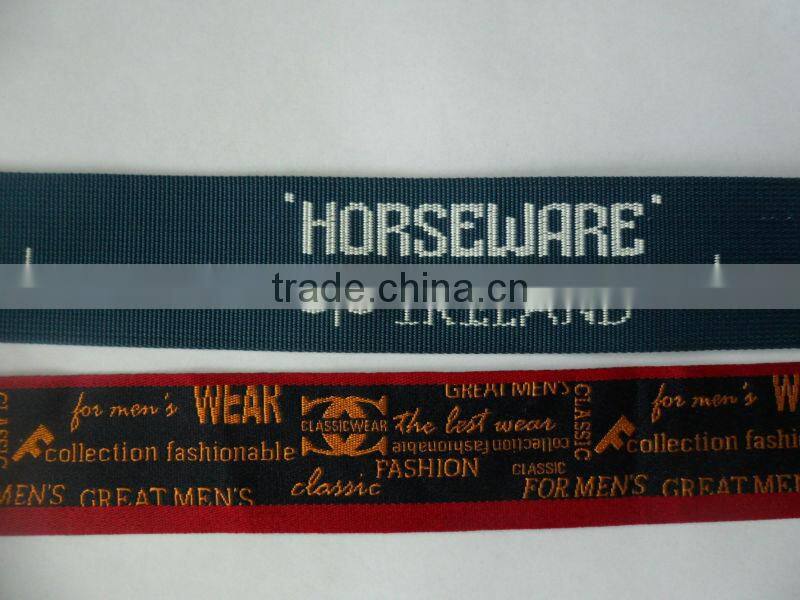 "HORSEWARE"
trade.china.cn
IRELAND
GREAT MEN'S
CLASSIC
for men's WEAR
CLASSICWEAR
the best wear
CLASSIC
for men's W
collection fashionable
collection fashionable
collection fashi
FASHION
CLASSIC
classic
MEN'S GREAT MEN'S
FOR MEN'S GREAT MEN